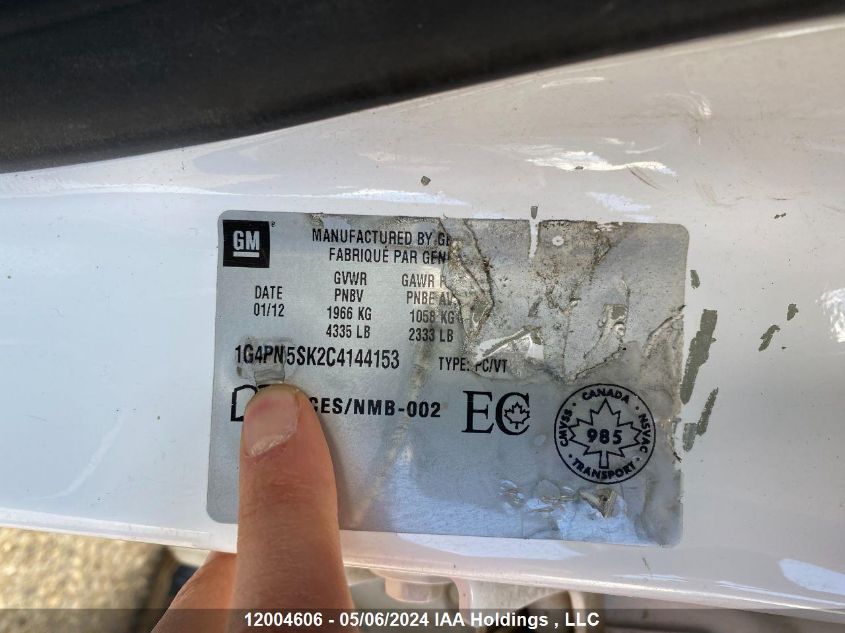 GM
MANUFACTURED BY
FABRIQUÉ PAR
DATE
01/12
GVWR
PNBV
1966 KG
4335 LB
GAWR
PNBE
1058 KG
2333 LB
1G4PN5SK2C4144153
TYPE: PC/VT
ICES/NMB-002
EC
CANADA
CMVSS
985
NSVAC
TRANSPORT
12004606 - 05/06/2024 IAA Holdings , LLC